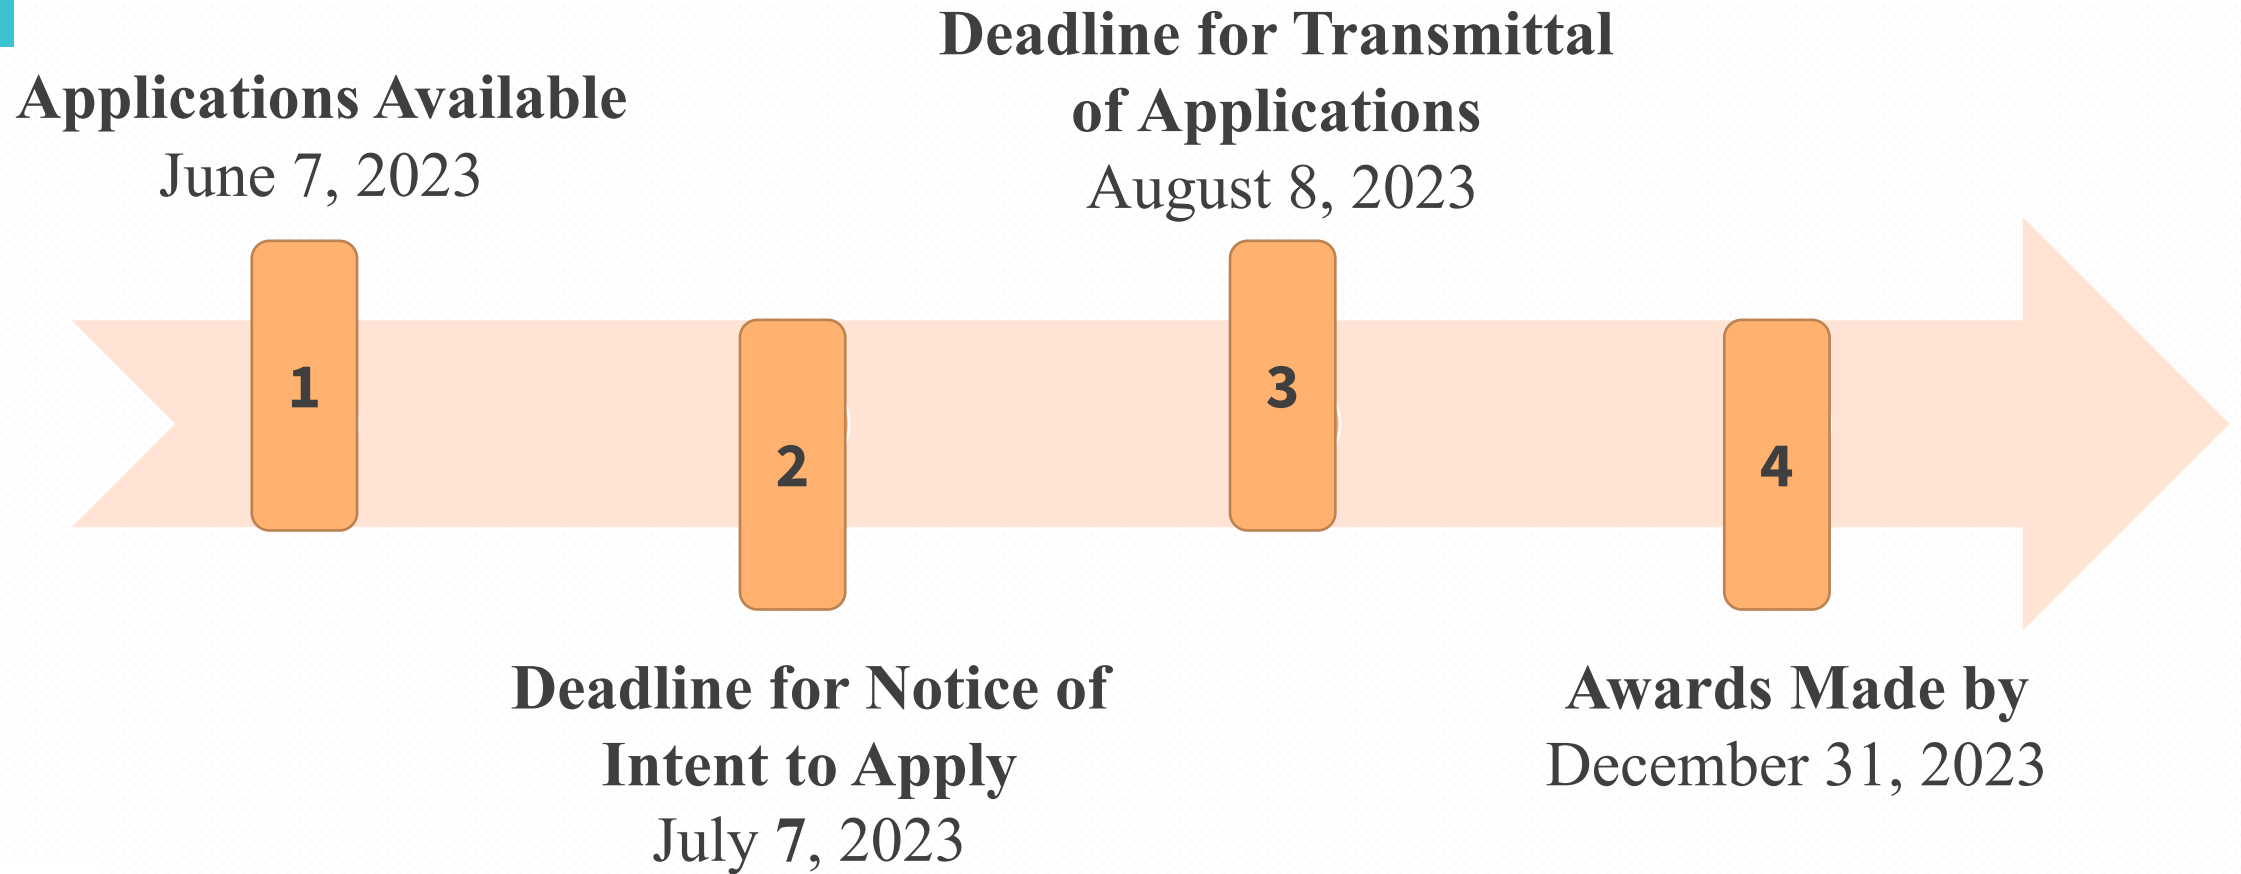 Applications Available
June 7, 2023
1
Deadline for Notice of
Intent to Apply
July 7, 2023
2
Deadline for Transmittal
of Applications
August 8, 2023
3
Awards Made by
December 31, 2023
4